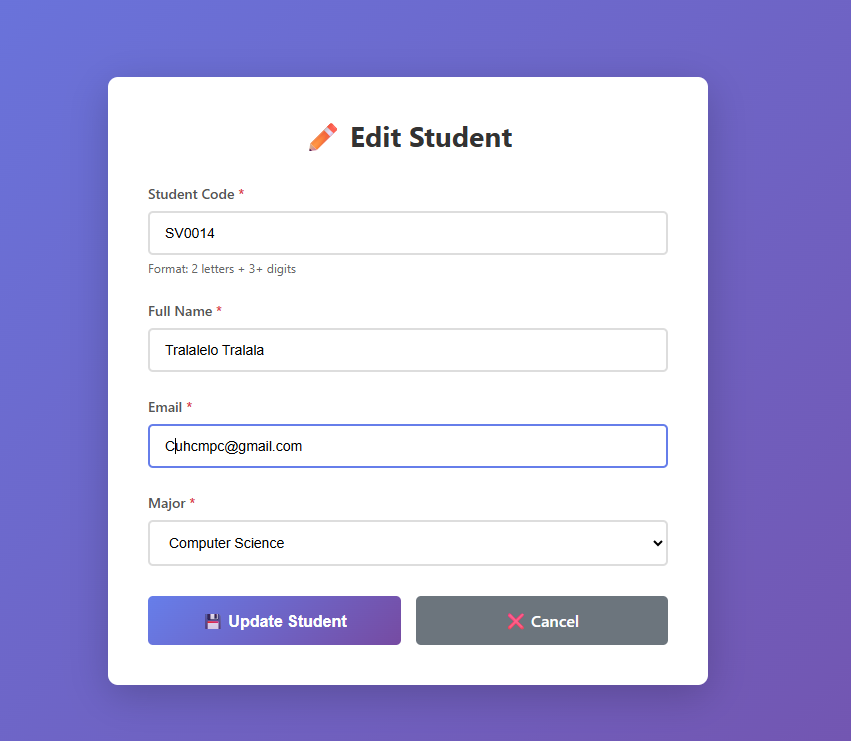 Edit Student
Student Code *
SV0014
Format: 2 letters + 3+ digits
Full Name *
Tralalelo Tralala
Email *
Cuhcmpc@gmail.com
Major *
Computer Science
Update Student
Cancel